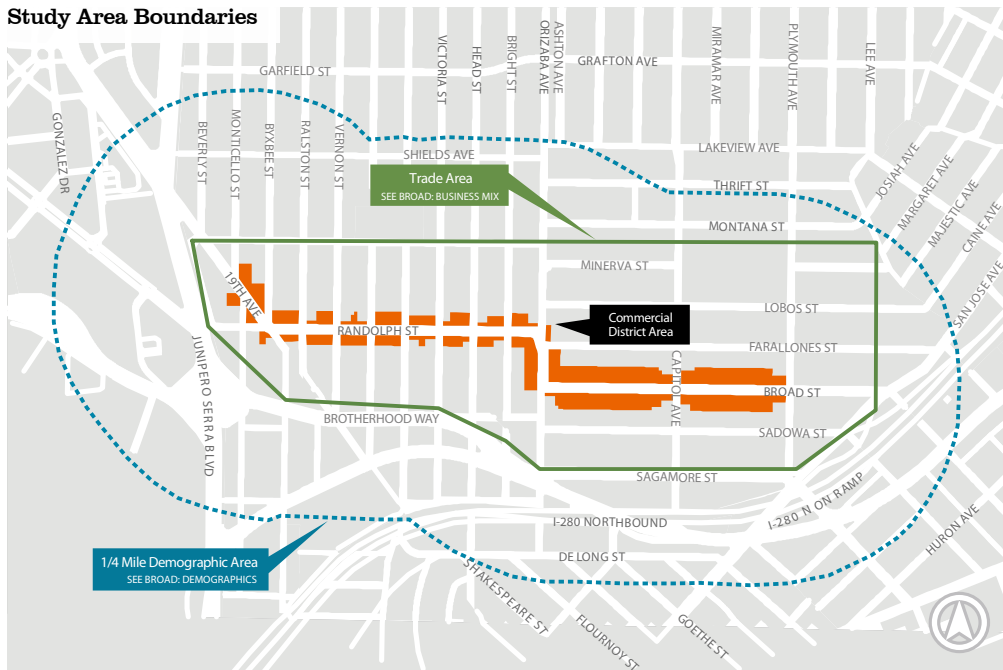 Study Area Boundaries
GARFIELD ST
GONZALEZ DR
BEVERLY ST
MONTICELLO ST
BYXBEE ST
RALSTON ST
VERNON ST
VICTORIA ST
HEAD ST
BRIGHT ST
ORIZABA AVE
ASHTON AVE
GRAFTON AVE
MIRAMAR AVE
PLYMOUTH AVE
LEE AVE
SHIELDS AVE
LAKEVIEW AVE
Trade Area
SEE BROAD: BUSINESS MIX
THRIFT ST
MONTANA ST
JOSIAH AVE
MARGARET AVE
MAJESTIC AVE
CAINE AVE
SAN JOSE AVE
MINERVA ST
19TH AVE
LOBOS ST
RANDOLPH ST
Commercial
District Area
FARALLONES ST
JUNIPERO SERRA BLVD
CAPITOL AVE
BROAD ST
BROTHERHOOD WAY
SADOWA ST
SAGAMORE ST
I-280 NORTHBOUND
I-280 N ON RAMP
HURON AVE
DE LONG ST
1/4 Mile Demographic Area
SEE BROAD: DEMOGRAPHICS
SHAKESPEARE ST
FLOURNOY ST
GOETHE ST